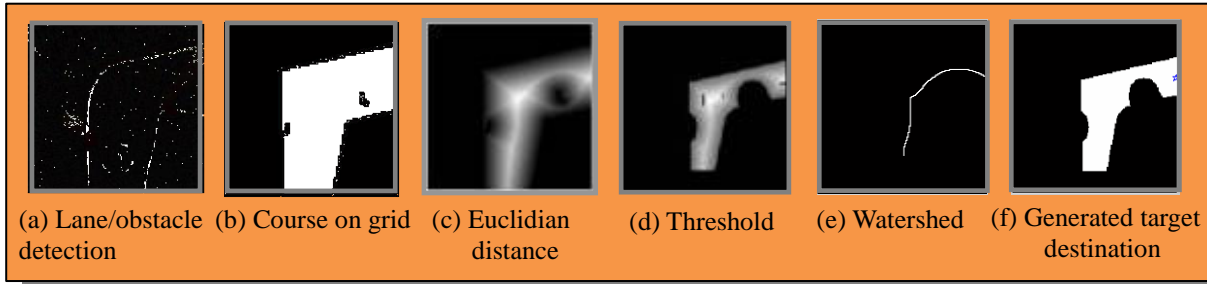 (a) Lane/obstacle
detection
(b) Course on grid
(c) Euclidian
distance
(d) Threshold
(e) Watershed
(f) Generated target
destination